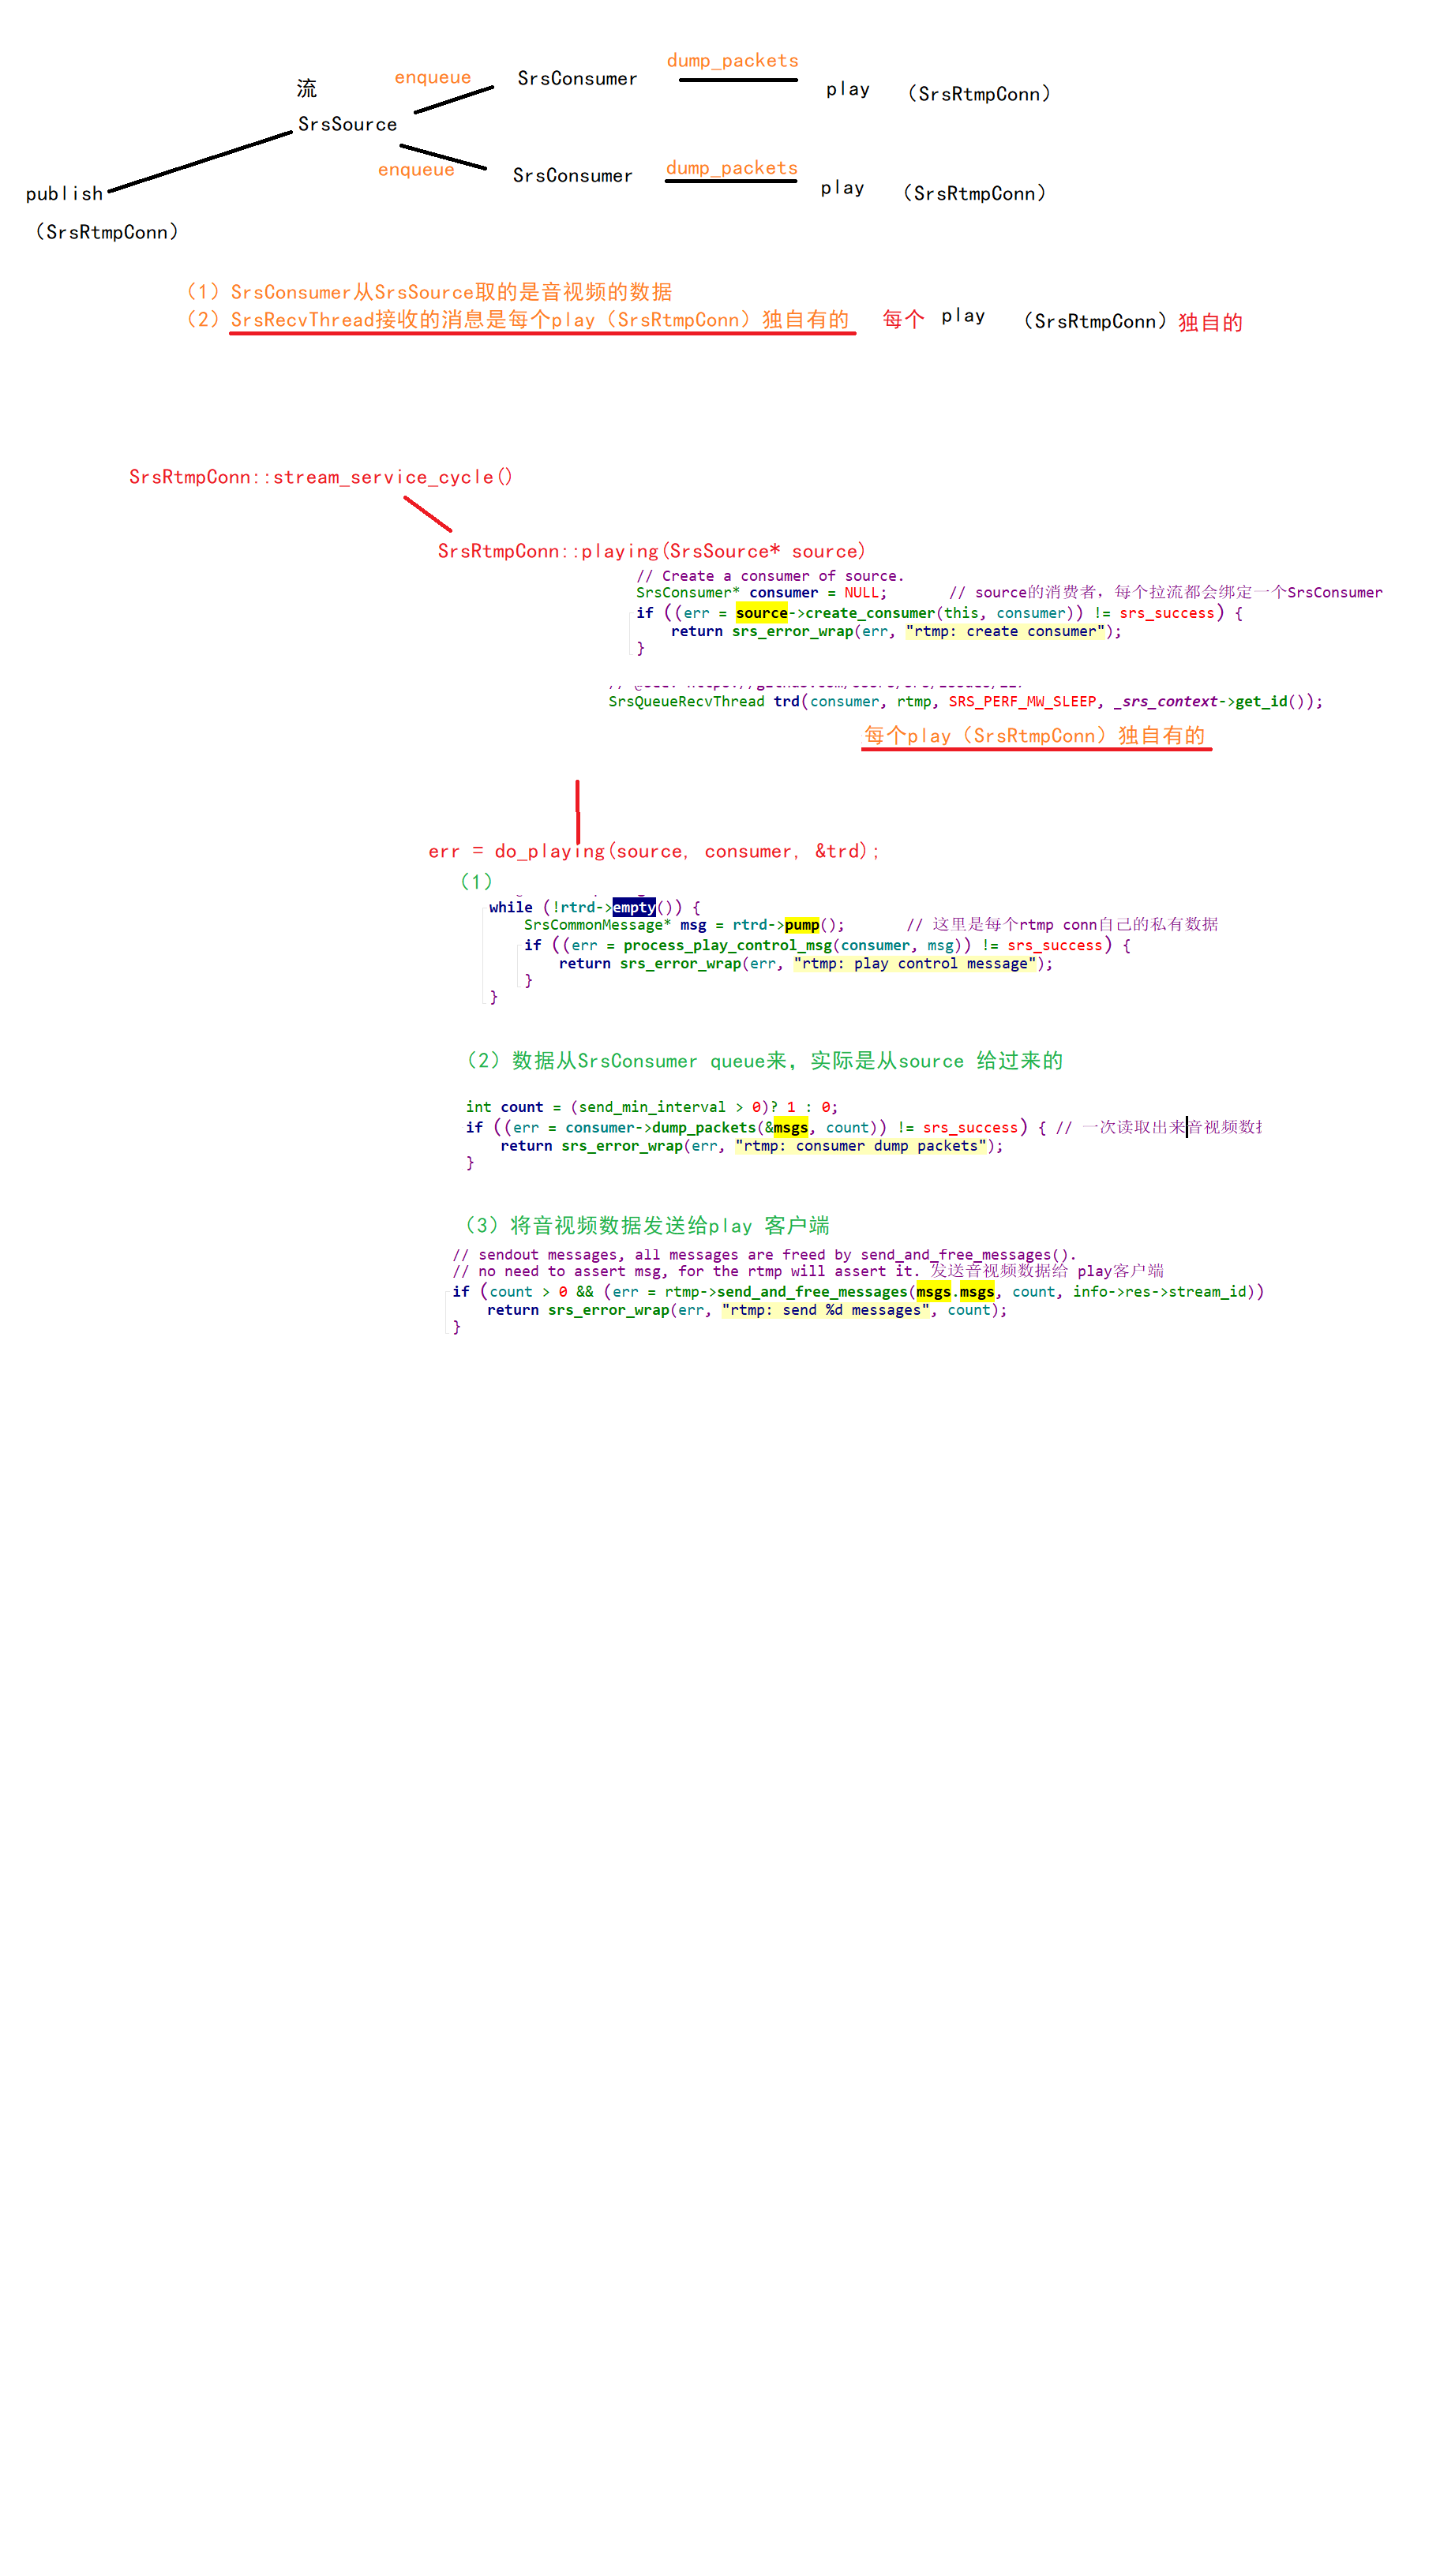 流
enqueue SrsConsumer dump_packets play （SrsRtmpConn）
SrsSource
enqueue SrsConsumer dump_packets play （SrsRtmpConn）
publish
（SrsRtmpConn）
（1）SrsConsumer从SrsSource取的是音视频的数据
（2）SrsRecvThread接收的消息是每个play（SrsRtmpConn）独自有的 每个 play （SrsRtmpConn）独自的
SrsRtmpConn::stream_service_cycle()
SrsRtmpConn::playing(SrsSource* source)
// Create a consumer of source.
SrsConsumer* consumer = NULL; // source的消费者，每个拉流都会绑定一个SrsConsumer
if ((err = source->create_consumer(this, consumer)) != srs_success) {
return srs_error_wrap(err, "rtmp: create consumer");
}
SrsQueueRecvThread trd(consumer, rtmp, SRS_PERF_MW_SLEEP, _srs_context->get_id());
每个play（SrsRtmpConn）独自有的
err = do_playing(source, consumer, &trd);
（1）
while (!rtrd->empty()) {
SrsCommonMessage* msg = rtrd->pump(); // 这里是每个rtmp conn自己的私有数据
if ((err = process_play_control_msg(consumer, msg)) != srs_success) {
return srs_error_wrap(err, "rtmp: play control message");
}
}
（2）数据从SrsConsumer queue来，实际是从source 给过来的
int count = (send_min_interval > 0)? 1 : 0;
if ((err = consumer->dump_packets(&msgs, count)) != srs_success) { // 一次读取出来音视频数
return srs_error_wrap(err, "rtmp: consumer dump packets");
}
（3）将音视频数据发送给play 客户端
// sendout messages, all messages are freed by send_and_free_messages().
// no need to assert msg, for the rtmp will assert it. 发送音视频数据给 play客户端
if (count > 0 && (err = rtmp->send_and_free_messages(msgs.msgs, count, info->res->stream_id))
return srs_error_wrap(err, "rtmp: send %d messages", count);
}